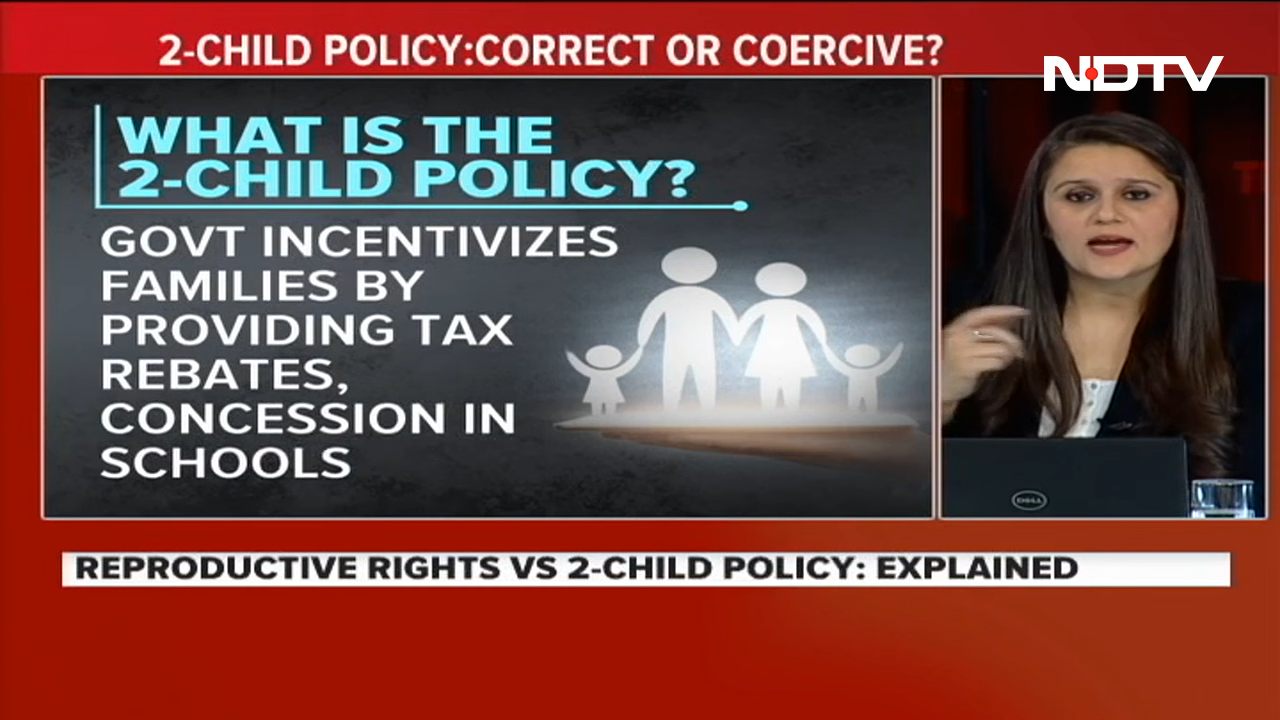 2-CHILD POLICY:CORRECT OR COERCIVE?
NDTV
WHAT IS THE
2-CHILD POLICY?
GOVT INCENTIVIZES
FAMILIES BY
PROVIDING TAX
REBATES,
CONCESSION IN
SCHOOLS
DELL
REPRODUCTIVE RIGHTS VS 2-CHILD POLICY: EXPLAINED